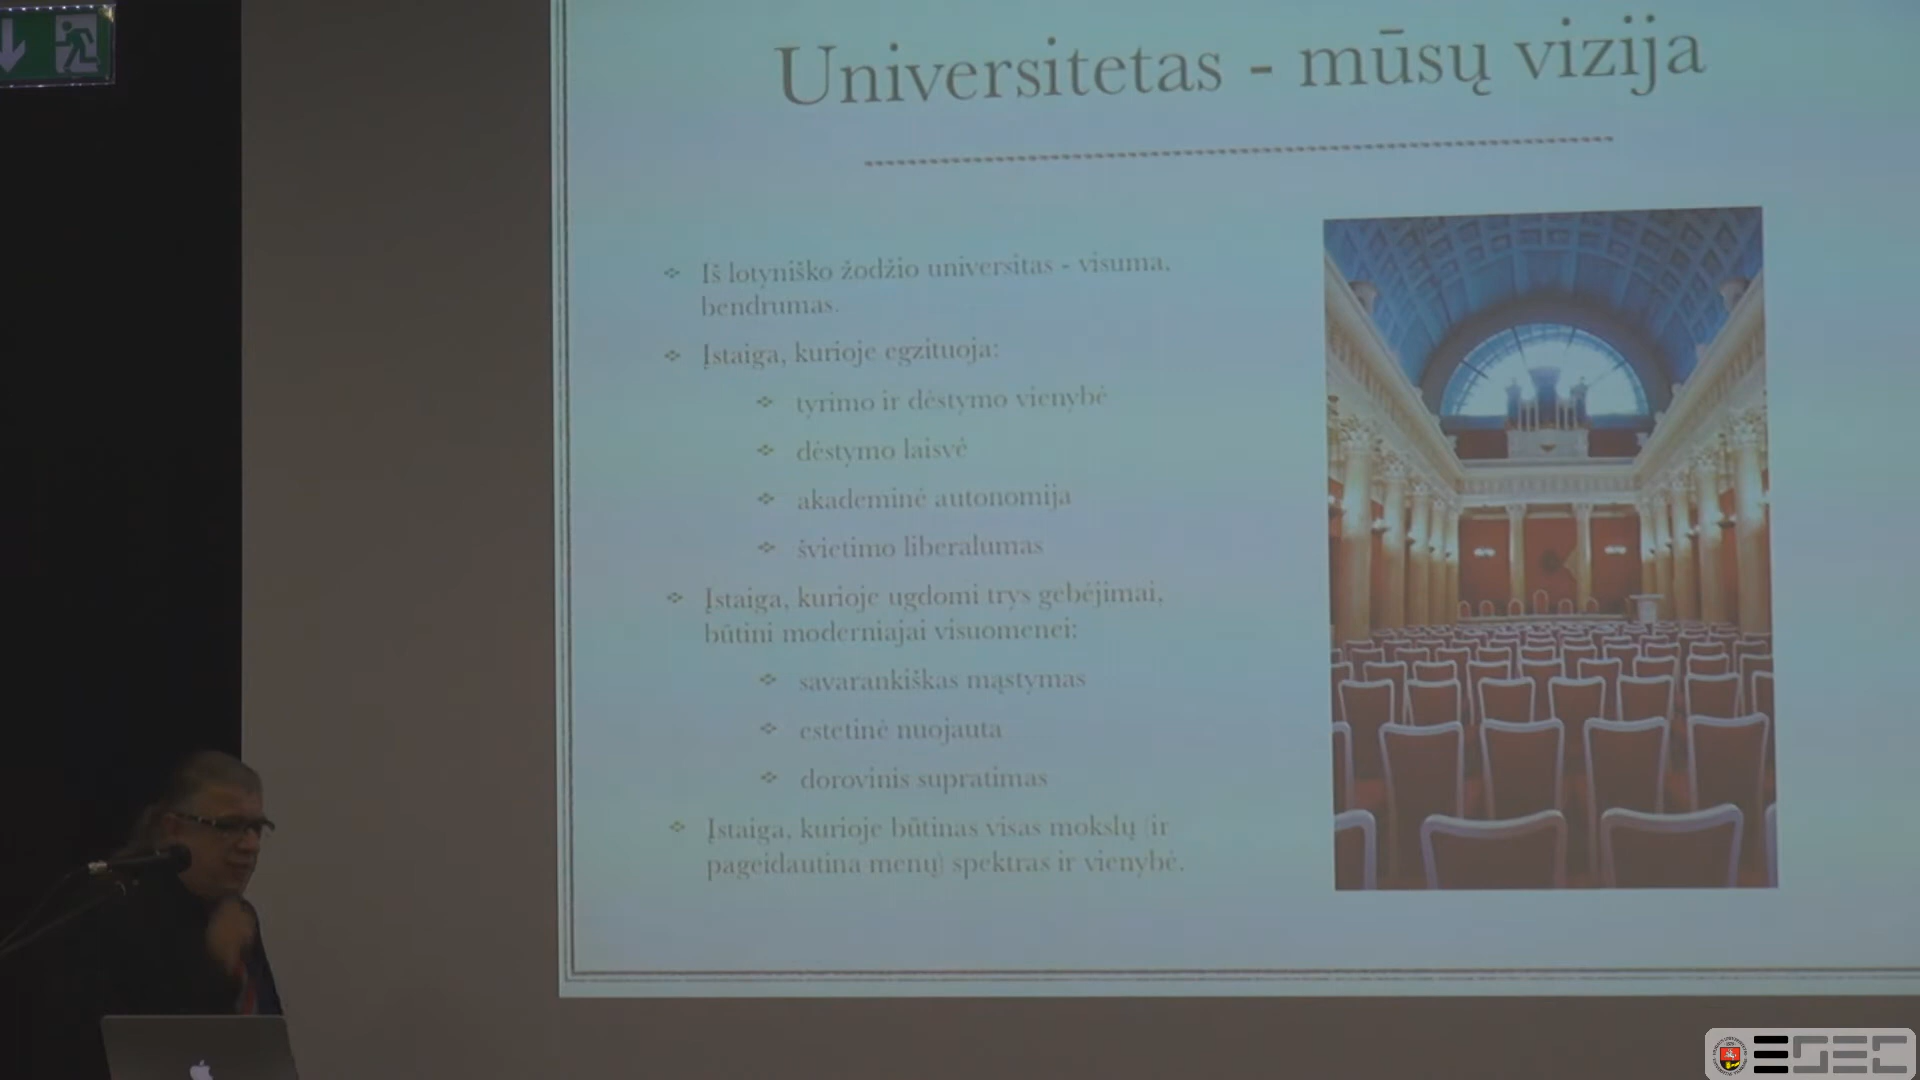 Universitetas - mūsų vizija
Iš lotyniško žodžio universitas - visuma,
bendrumas.
Įstaiga, kurioje egzituoja:
tyrimo ir dėstymo vienybė
dėstymo laisvė
akademinė autonomija
švietimo liberalumas
Įstaiga, kurioje ugdomi trys gebėjimai,
būtini moderniajai visuomenei:
savarankiškas mąstymas
estetinė nuojauta
dorovinis supratimas
Įstaiga, kurioje būtinas visas mokslų (ir
pageidautina menų) spektras ir vienybė.
ESEC